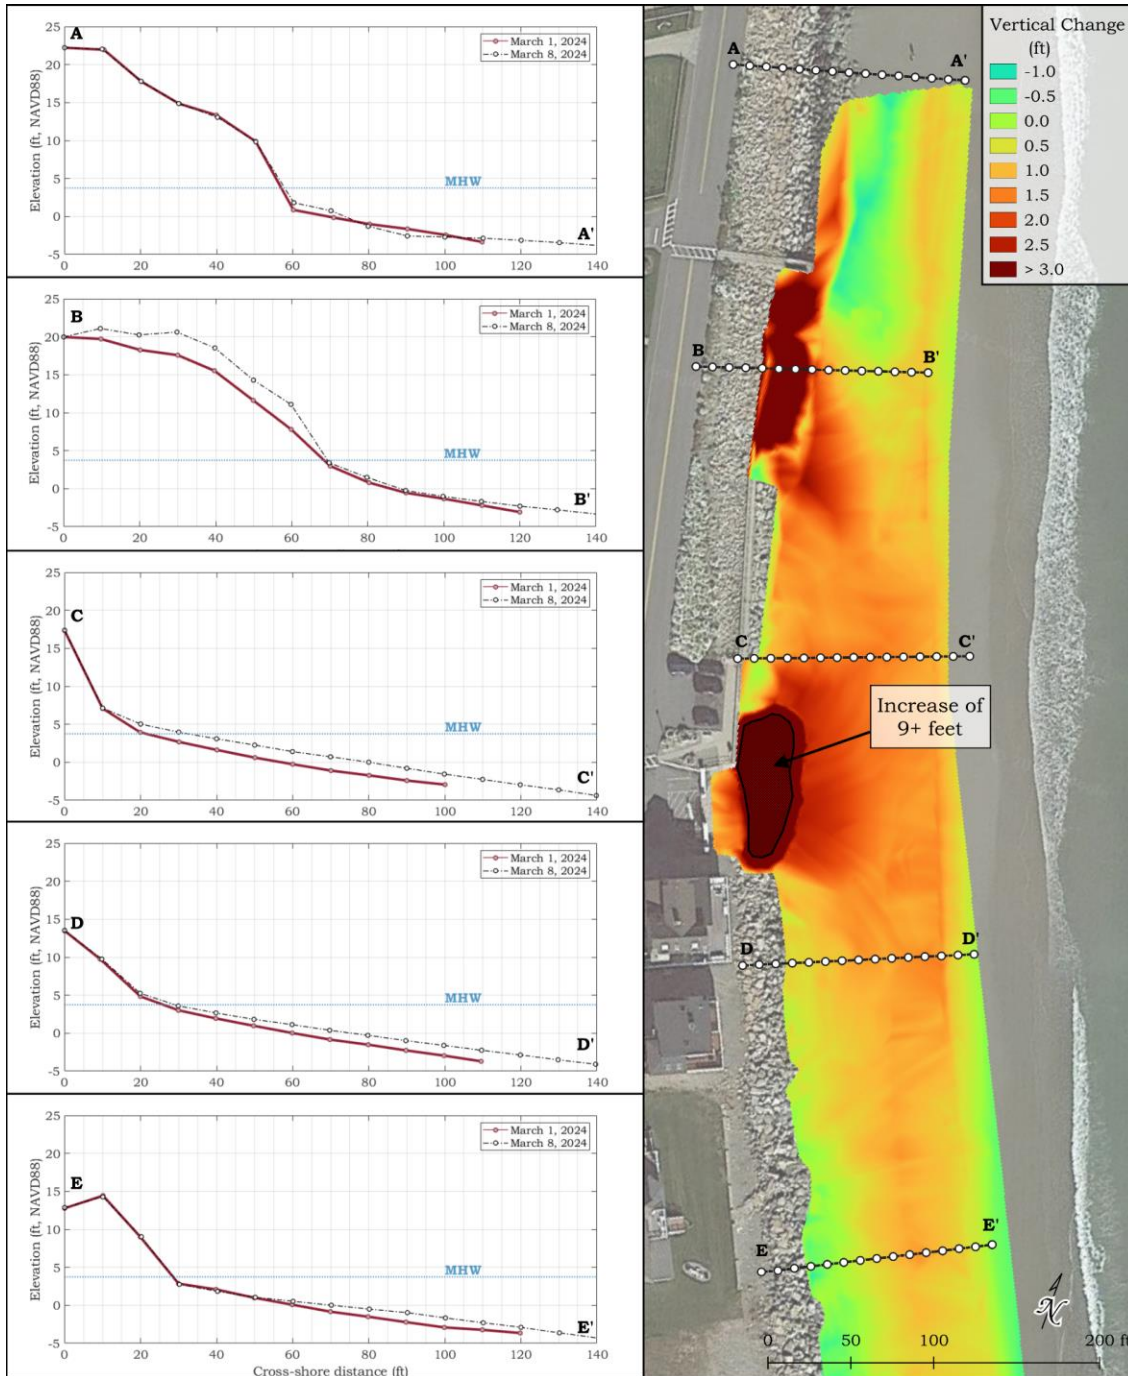 A
March 1, 2024
March 8, 2024
Elevation (ft, NAVD88)
25
20
15
10
5
0
-5
MHW
A'
0 20 40 60 80 100 120 140
B
March 1, 2024
March 8, 2024
Elevation (ft, NAVD88)
25
20
15
10
5
0
-5
MHW
B'
0 20 40 60 80 100 120 140
C
March 1, 2024
March 8, 2024
Elevation (ft, NAVD88)
25
20
15
10
5
0
-5
MHW
C'
0 20 40 60 80 100 120 140
D
March 1, 2024
March 8, 2024
Elevation (ft, NAVD88)
25
20
15
10
5
0
-5
MHW
D'
0 20 40 60 80 100 120 140
E
March 1, 2024
March 8, 2024
Elevation (ft, NAVD88)
25
20
15
10
5
0
-5
MHW
E'
0 20 40 60 80 100 120 140
Cross-shore distance (ft)
Vertical Change
(ft)
-1.0
-0.5
0.0
0.5
1.0
1.5
2.0
2.5
> 3.0
A A'
B B'
C C'
Increase of
9+ feet
D D'
E E'
N
0 50 100 200 ft